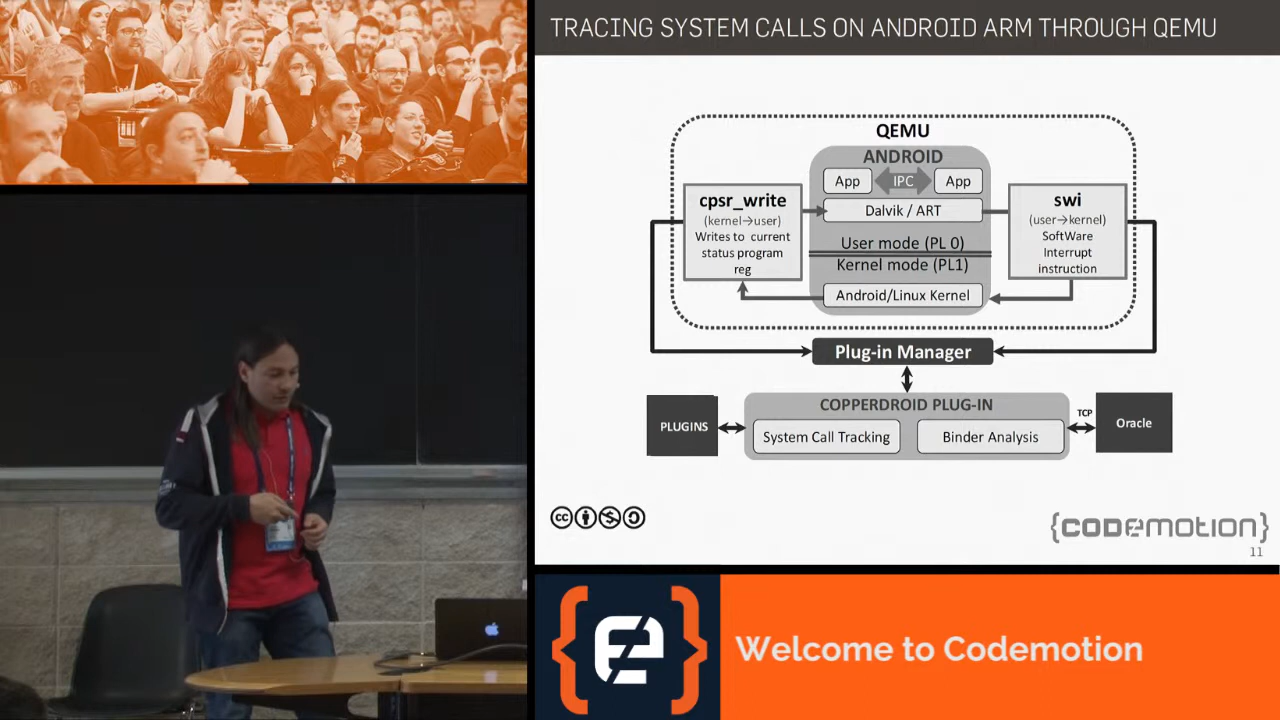 TRACING SYSTEM CALLS ON ANDROID ARM THROUGH QEMU
QEMU
ANDROID
App
IPC
App
cpsr_write
(kernel→user)
Writes to current
status program
reg
Dalvik / ART
swi
(user→kernel)
SoftWare
Interrupt
instruction
User mode (PL 0)
Kernel mode (PL1)
Android/Linux Kernel
Plug-in Manager
PLUGINS
COPPERDROID PLUG-IN
System Call Tracking
Binder Analysis
TCP
Oracle
cc
{CODEMOTION}
11
Welcome to Codemotion